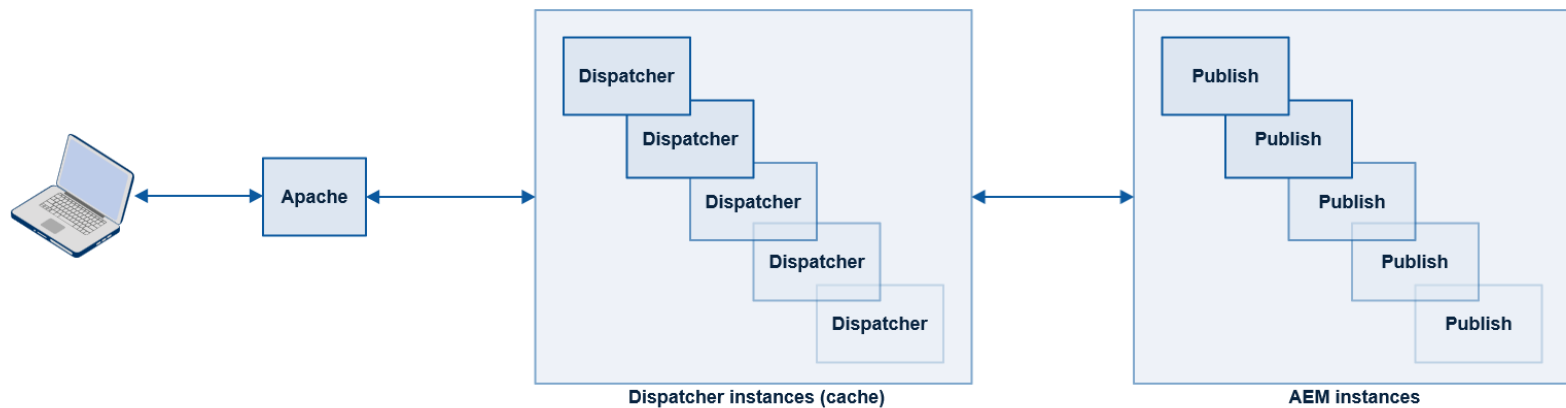 Apache
Dispatcher
Dispatcher
Dispatcher
Dispatcher
Dispatcher
Dispatcher instances (cache)
Publish
Publish
Publish
Publish
Publish
AEM instances